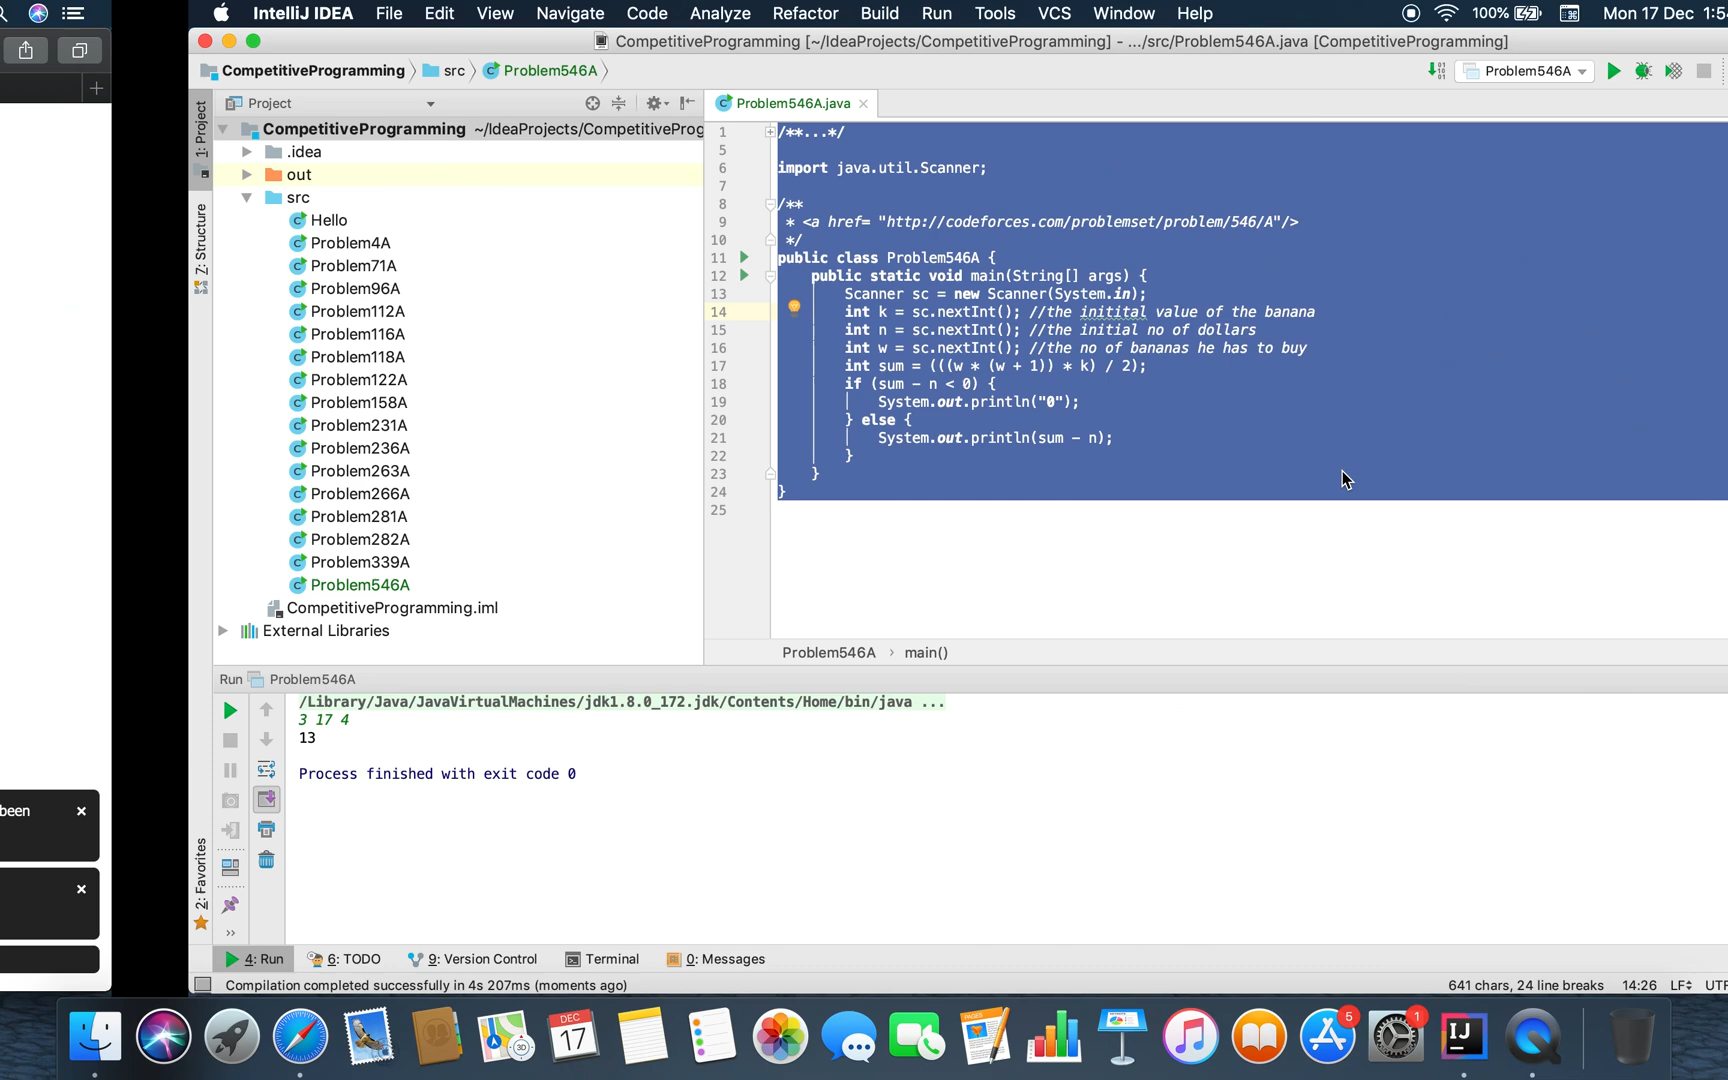 IntelliJ IDEA File Edit View Navigate Code Analyze Refactor Build Run Tools VCS Window Help 100% Mon 17 Dec 1:5
CompetitiveProgramming [~/IdeaProjects/CompetitiveProgramming] - .../src/Problem546A.java [CompetitiveProgramming]
CompetitiveProgramming src Problem546A Problem546A
Project Problem546A.java
1: Project
Z: Structure
2: Favorites
CompetitiveProgramming ~/IdeaProjects/CompetitiveProg
.idea
out
src
Hello
Problem4A
Problem71A
Problem96A
Problem112A
Problem116A
Problem118A
Problem122A
Problem158A
Problem231A
Problem236A
Problem263A
Problem266A
Problem281A
Problem282A
Problem339A
Problem546A
CompetitiveProgramming.iml
External Libraries
1 /**...*/
5
6 import java.util.Scanner;
7
8 /**
9 * <a href= "http://codeforces.com/problemset/problem/546/A"/>
10 */
11 public class Problem546A {
12 public static void main(String[] args) {
13 Scanner sc = new Scanner(System.in);
14 int k = sc.nextInt(); //the initital value of the banana
15 int n = sc.nextInt(); //the initial no of dollars
16 int w = sc.nextInt(); //the no of bananas he has to buy
17 int sum = (((w * (w + 1)) * k) / 2);
18 if (sum - n < 0) {
19 System.out.println("0");
20 } else {
21 System.out.println(sum - n);
22 }
23 }
24 }
25
Problem546A › main()
Run Problem546A
/Library/Java/JavaVirtualMachines/jdk1.8.0_172.jdk/Contents/Home/bin/java ...
3 17 4
13
Process finished with exit code 0
been
4: Run 6: TODO 9: Version Control Terminal 0: Messages
Compilation completed successfully in 4s 207ms (moments ago) 641 chars, 24 line breaks 14:26 LF UTF
DEC
17
3D
PAGES
5
1
IJ